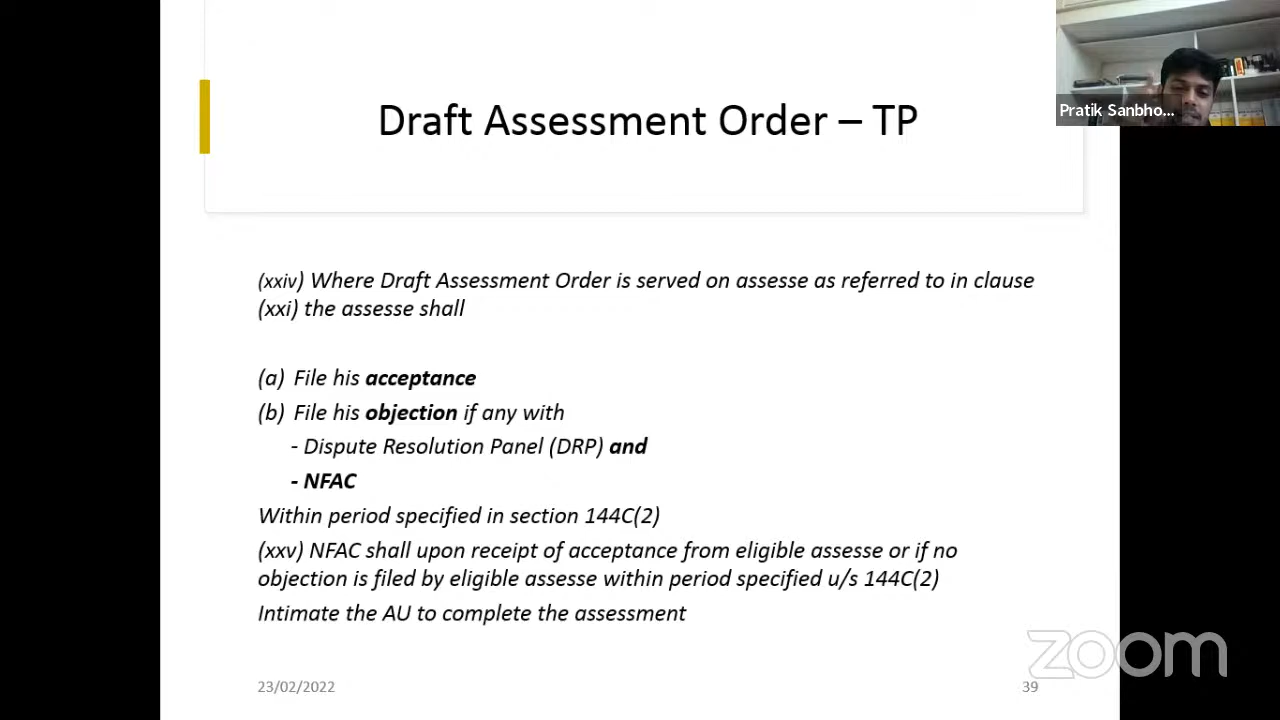 Draft Assessment Order – TP
Pratik Sanbho...
(xxiv) Where Draft Assessment Order is served on assesse as referred to in clause
(xxi) the assesse shall
(a) File his acceptance
(b) File his objection if any with
- Dispute Resolution Panel (DRP) and
- NFAC
Within period specified in section 144C(2)
(xxv) NFAC shall upon receipt of acceptance from eligible assesse or if no
objection is filed by eligible assesse within period specified u/s 144C(2)
Intimate the AU to complete the assessment
zoom
23/02/2022
39